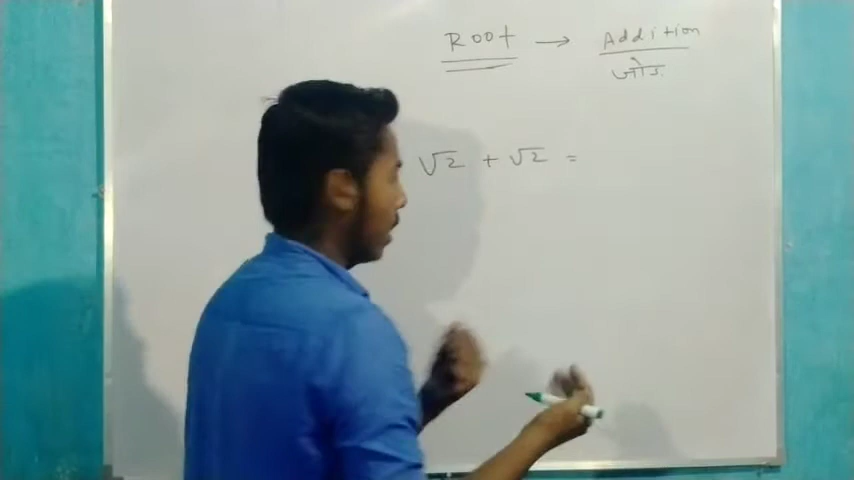 Root → Addition
जोड़
√2 + √2 =